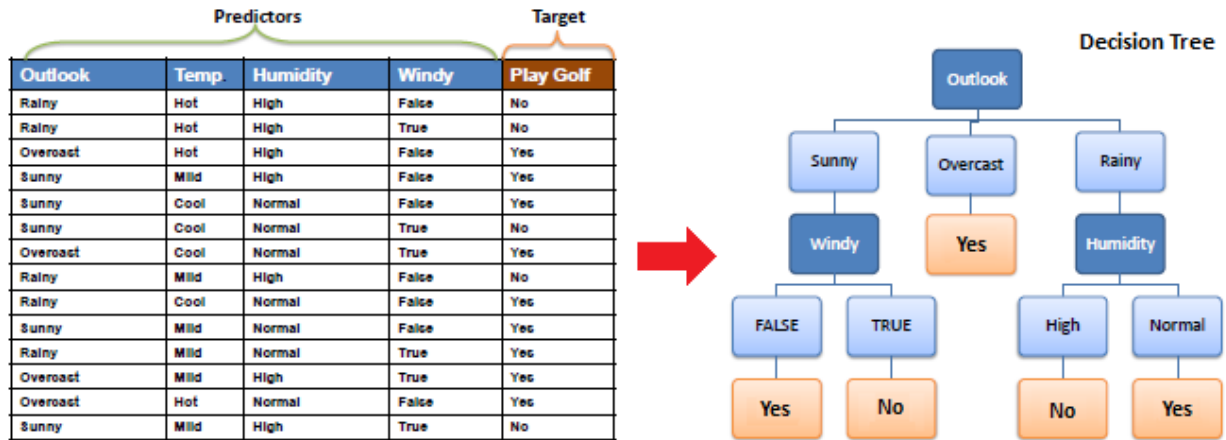 Predictors Target
Outlook Temp. Humidity Windy Play Golf
Rainy Hot High False No
Rainy Hot High True No
Overcast Hot High False Yes
Sunny Mild High False Yes
Sunny Cool Normal False Yes
Sunny Cool Normal True No
Overcast Cool Normal True Yes
Rainy Mild High False No
Rainy Cool Normal False Yes
Sunny Mild Normal False Yes
Rainy Mild Normal True Yes
Overcast Mild High True Yes
Overcast Hot Normal False Yes
Sunny Mild High True No
Decision Tree
Outlook
Sunny Overcast Rainy
Windy Yes Humidity
FALSE TRUE High Normal
Yes No No Yes